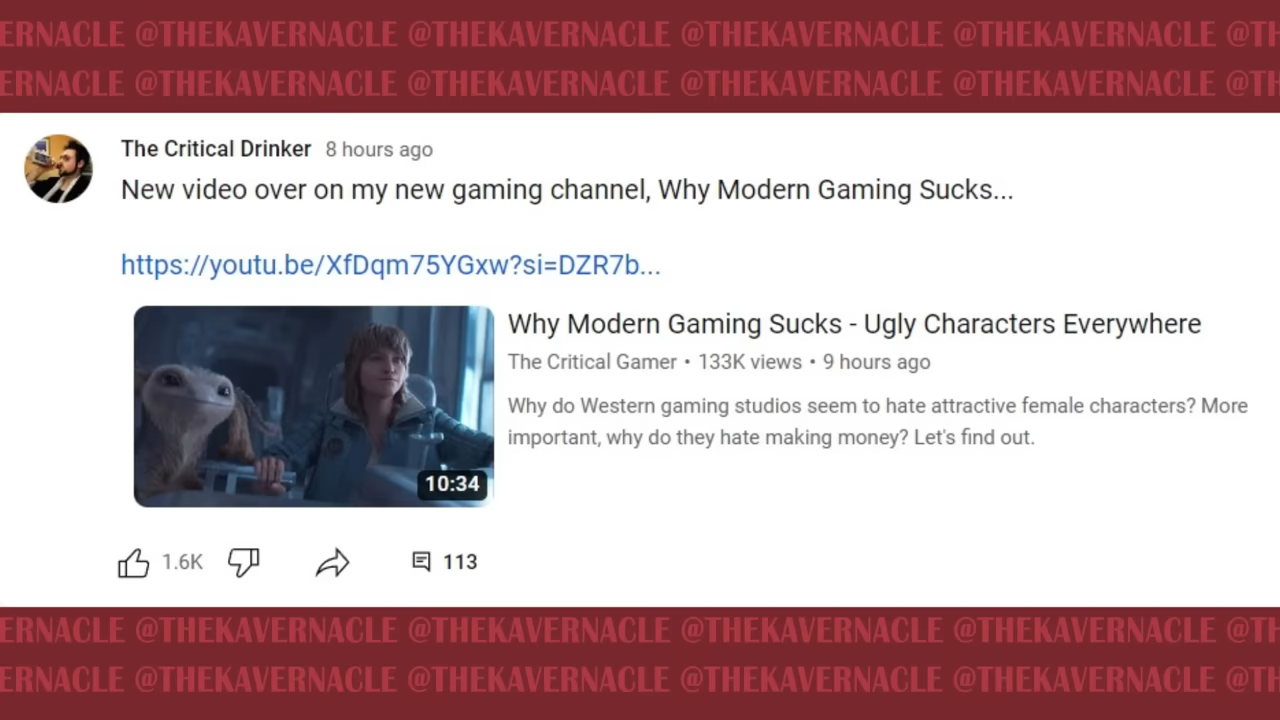 ERNACLE @THEKAVERNACLE @THEKAVERNACLE @THEKAVERNACLE @THEKAVERNACLE @TH
ERNACLE @THEKAVERNACLE @THEKAVERNACLE @THEKAVERNACLE @THEKAVERNACLE @TH
The Critical Drinker 8 hours ago
New video over on my new gaming channel, Why Modern Gaming Sucks...
https://youtu.be/XfDqm75YGxw?si=DZR7b...
Why Modern Gaming Sucks - Ugly Characters Everywhere
The Critical Gamer • 133K views • 9 hours ago
Why do Western gaming studios seem to hate attractive female characters? More
important, why do they hate making money? Let's find out.
10:34
1.6K 113
ERNACLE @THEKAVERNACLE @THEKAVERNACLE @THEKAVERNACLE @THEKAVERNACLE @TH
ERNACLE @THEKAVERNACLE @THEKAVERNACLE @THEKAVERNACLE @THEKAVERNACLE @TH